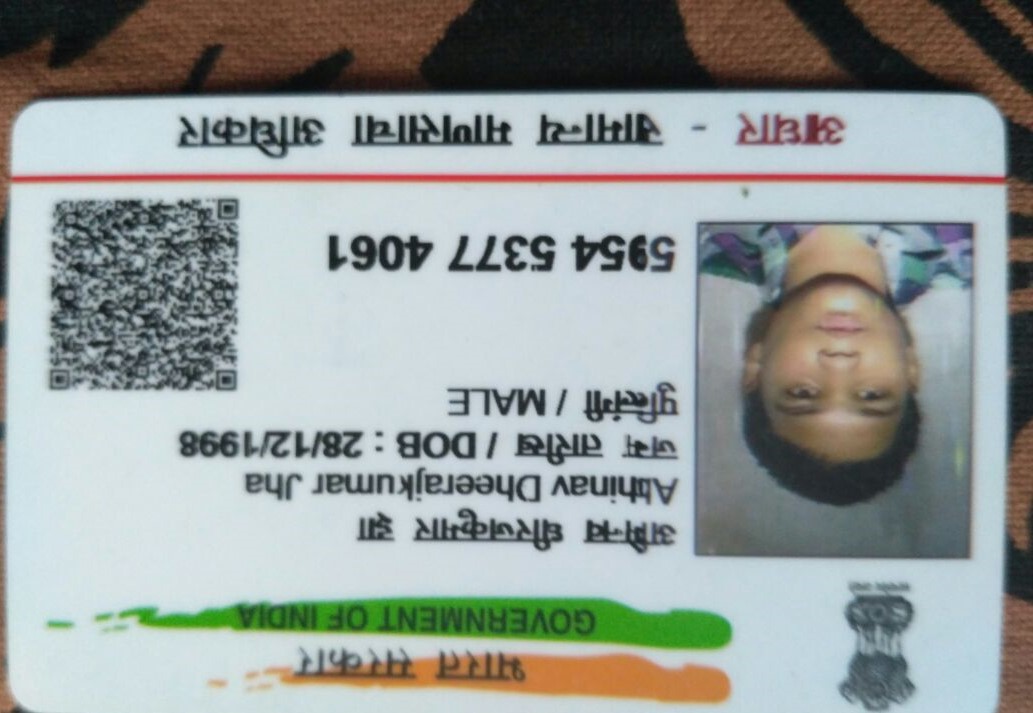 भारत सरकार
GOVERNMENT OF INDIA
अभिनव धीरजकुमार झा
Abhinav Dheerajkumar Jha
जन्म तारीख / DOB : 28/12/1998
पुल्लिंगी / MALE
5954 5377 4061
आधार - सामान्य माणसाचा अधिकार